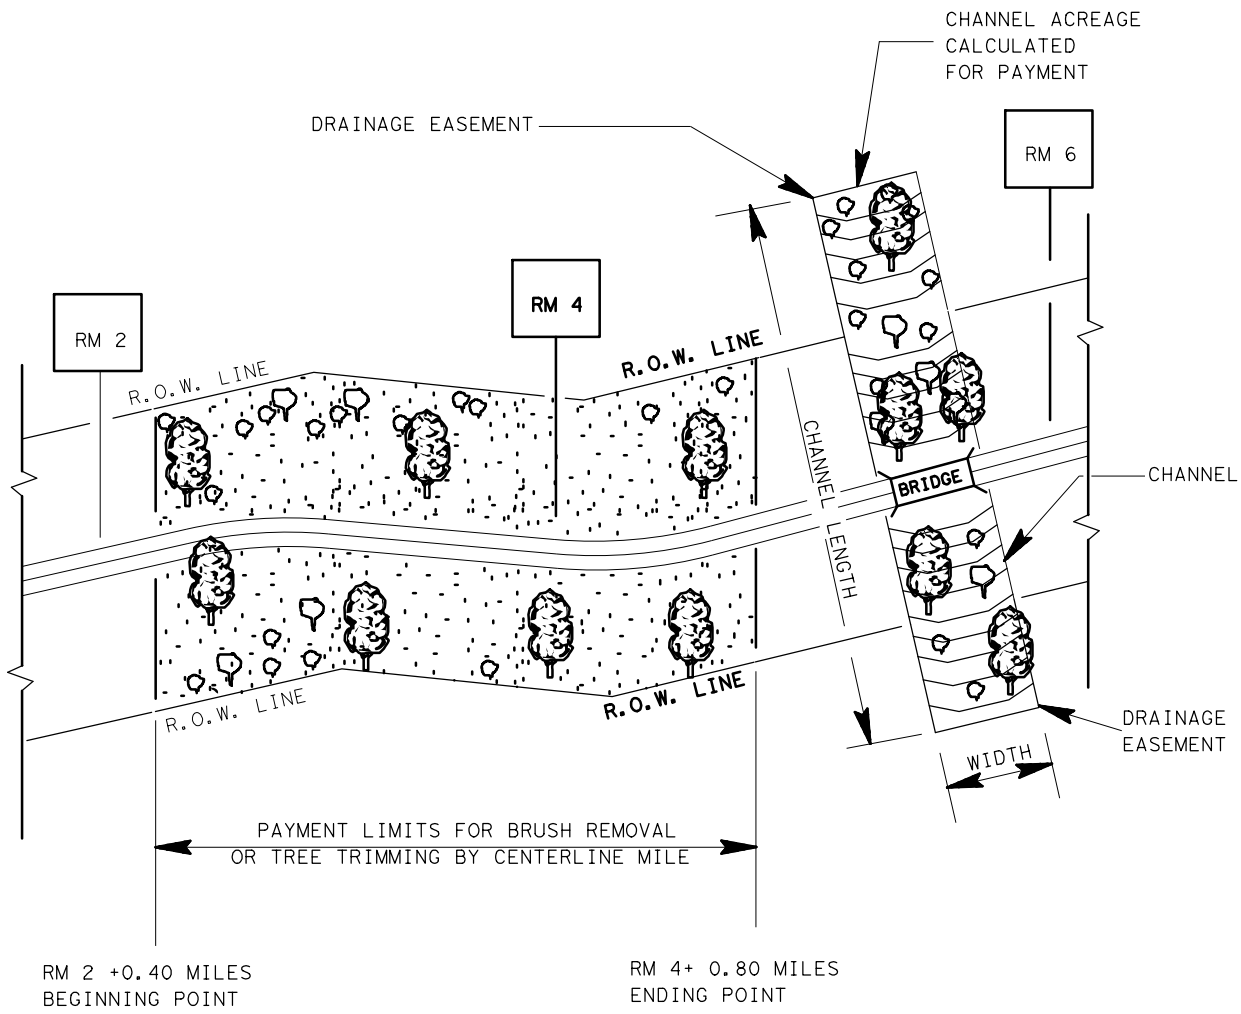 CHANNEL ACREAGE
CALCULATED
FOR PAYMENT
DRAINAGE EASEMENT
RM 6
RM 4
RM 2
R.O.W. LINE
R.O.W. LINE
CHANNEL LENGTH
BRIDGE
CHANNEL
R.O.W. LINE
R.O.W. LINE
DRAINAGE
EASEMENT
WIDTH
PAYMENT LIMITS FOR BRUSH REMOVAL
OR TREE TRIMMING BY CENTERLINE MILE
RM 2 +0.40 MILES
BEGINNING POINT
RM 4+ 0.80 MILES
ENDING POINT